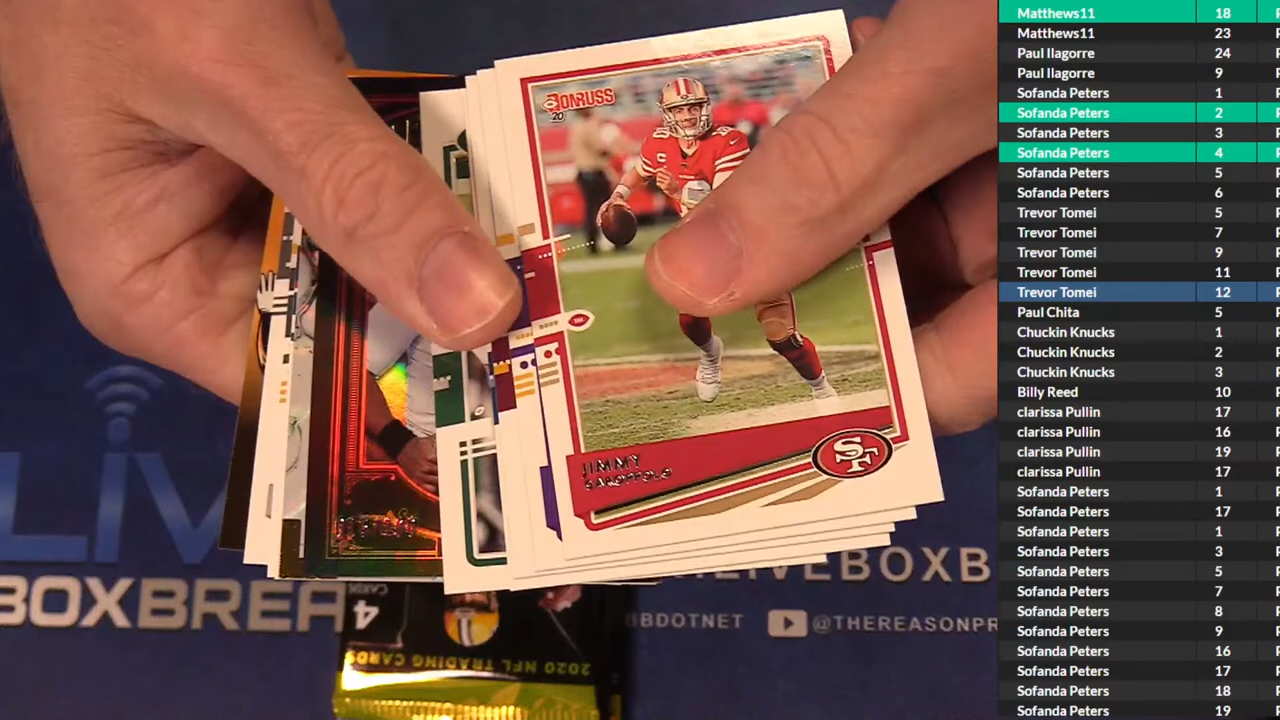 DONRUSS
'20
JIMMY
GAROPPOLO
SF
LIV
BOXBREA
LIVEBOXBR
BBDOTNET
@THEREASONPR
4
CARDS
2020 NFL TRADING CARDS
Matthews11 18
Matthews11 23
Paul Ilagorre 24
Paul Ilagorre 9
Sofanda Peters 1
Sofanda Peters 2
Sofanda Peters 3
Sofanda Peters 4
Sofanda Peters 5
Sofanda Peters 6
Trevor Tomei 5
Trevor Tomei 7
Trevor Tomei 9
Trevor Tomei 11
Trevor Tomei 12
Paul Chita 5
Chuckin Knucks 1
Chuckin Knucks 2
Chuckin Knucks 3
Billy Reed 10
clarissa Pullin 17
clarissa Pullin 16
clarissa Pullin 19
clarissa Pullin 17
Sofanda Peters 1
Sofanda Peters 17
Sofanda Peters 1
Sofanda Peters 3
Sofanda Peters 5
Sofanda Peters 7
Sofanda Peters 8
Sofanda Peters 9
Sofanda Peters 16
Sofanda Peters 17
Sofanda Peters 18
Sofanda Peters 19